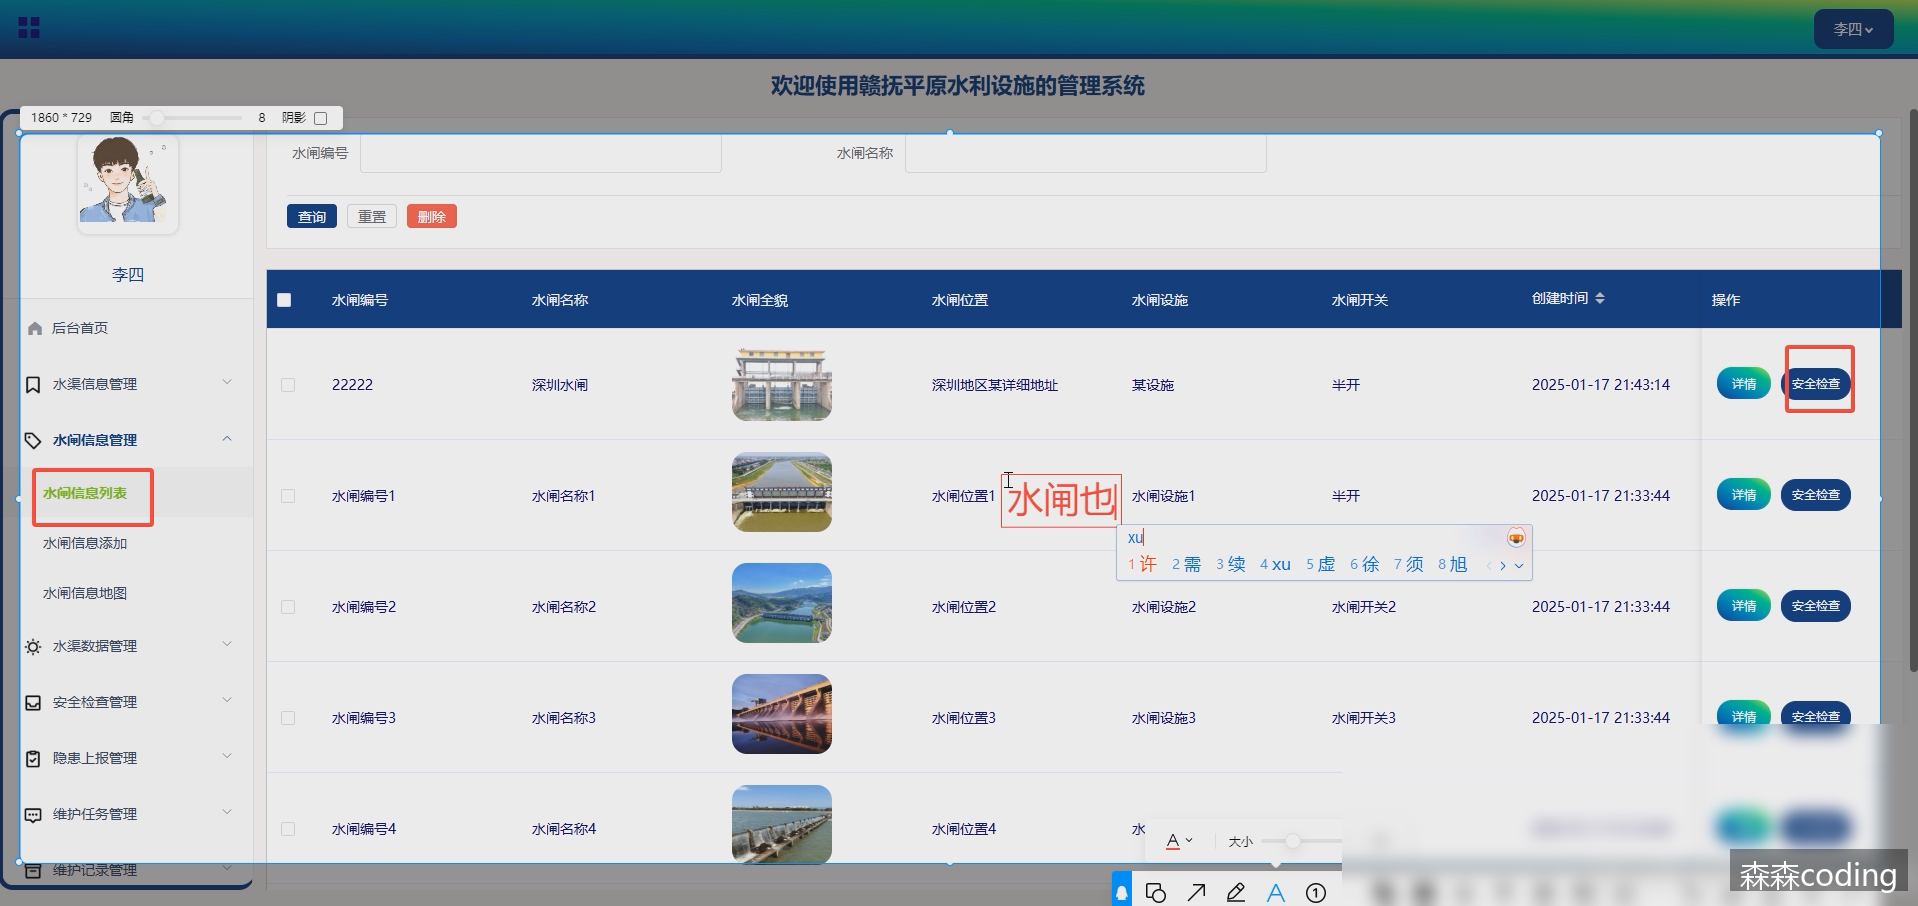 李四
欢迎使用赣抚平原水利设施的管理系统
1860 * 729 圆角 8 阴影
水闸编号 水闸名称
查询 重置 删除
李四
后台首页
水渠信息管理
水闸信息管理
水闸信息列表
水闸信息添加
水闸信息地图
水渠数据管理
安全检查管理
隐患上报管理
维护任务管理
维护记录管理
水闸编号 水闸名称 水闸全貌 水闸位置 水闸设施 水闸开关 创建时间 操作
22222 深圳水闸 深圳地区某详细地址 某设施 半开 2025-01-17 21:43:14 详情 安全检查
水闸编号1 水闸名称1 水闸位置1 水闸设施1 半开 2025-01-17 21:33:44 详情 安全检查
水闸也
xu
1 许 2 需 3 续 4 xu 5 虚 6 徐 7 须 8 旭
水闸编号2 水闸名称2 水闸位置2 水闸设施2 水闸开关2 2025-01-17 21:33:44 详情 安全检查
水闸编号3 水闸名称3 水闸位置3 水闸设施3 水闸开关3 2025-01-17 21:33:44 详情 安全检查
水闸编号4 水闸名称4 水闸位置4 水
A 大小
A 1
森森coding